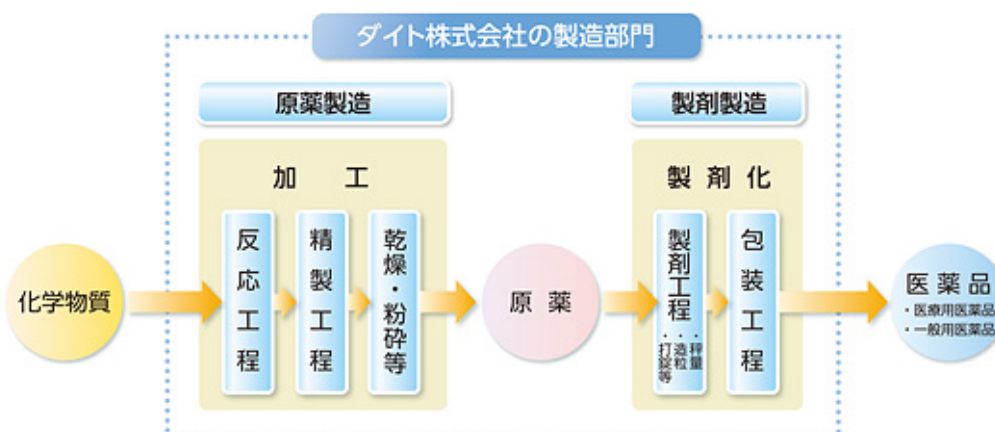 ダイト株式会社の製造部門
原薬製造
製剤製造
加 工
製 剤 化
化学物質
反応工程
精製工程
乾燥・粉砕等
原 薬
製剤工程
・秤量
・造粒
・打錠等
包装工程
医 薬 品
・医療用医薬品
・一般用医薬品